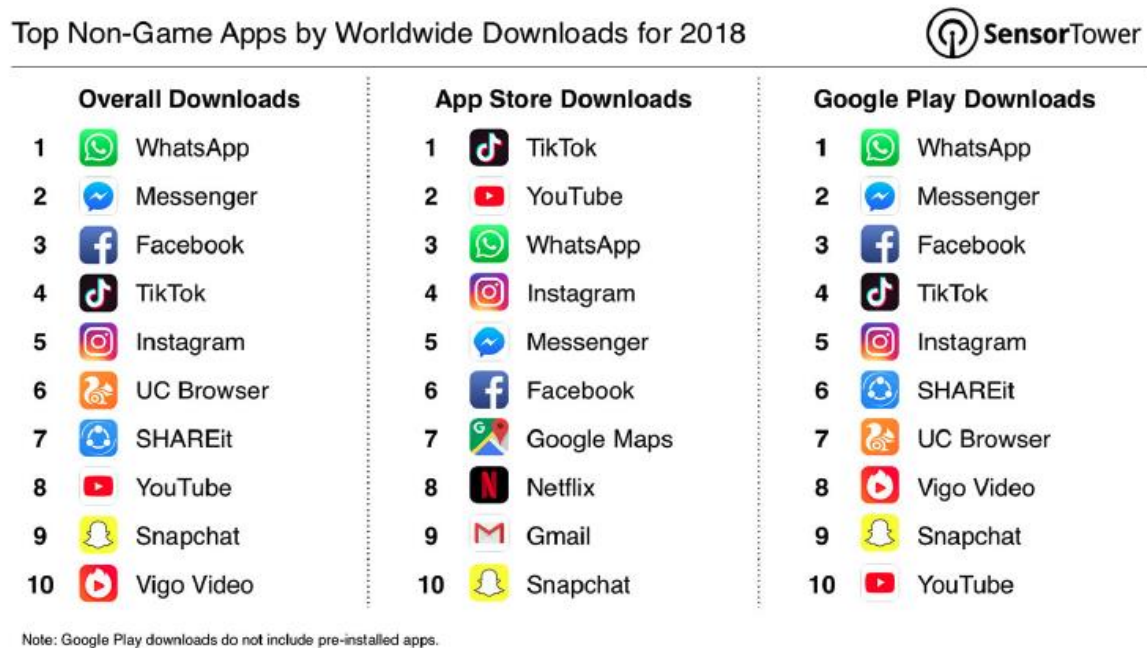 Top Non-Game Apps by Worldwide Downloads for 2018
SensorTower
Overall Downloads
1 WhatsApp
2 Messenger
3 Facebook
4 TikTok
5 Instagram
6 UC Browser
7 SHAREit
8 YouTube
9 Snapchat
10 Vigo Video
App Store Downloads
1 TikTok
2 YouTube
3 WhatsApp
4 Instagram
5 Messenger
6 Facebook
7 Google Maps
8 Netflix
9 Gmail
10 Snapchat
Google Play Downloads
1 WhatsApp
2 Messenger
3 Facebook
4 TikTok
5 Instagram
6 SHAREit
7 UC Browser
8 Vigo Video
9 Snapchat
10 YouTube
Note: Google Play downloads do not include pre-installed apps.